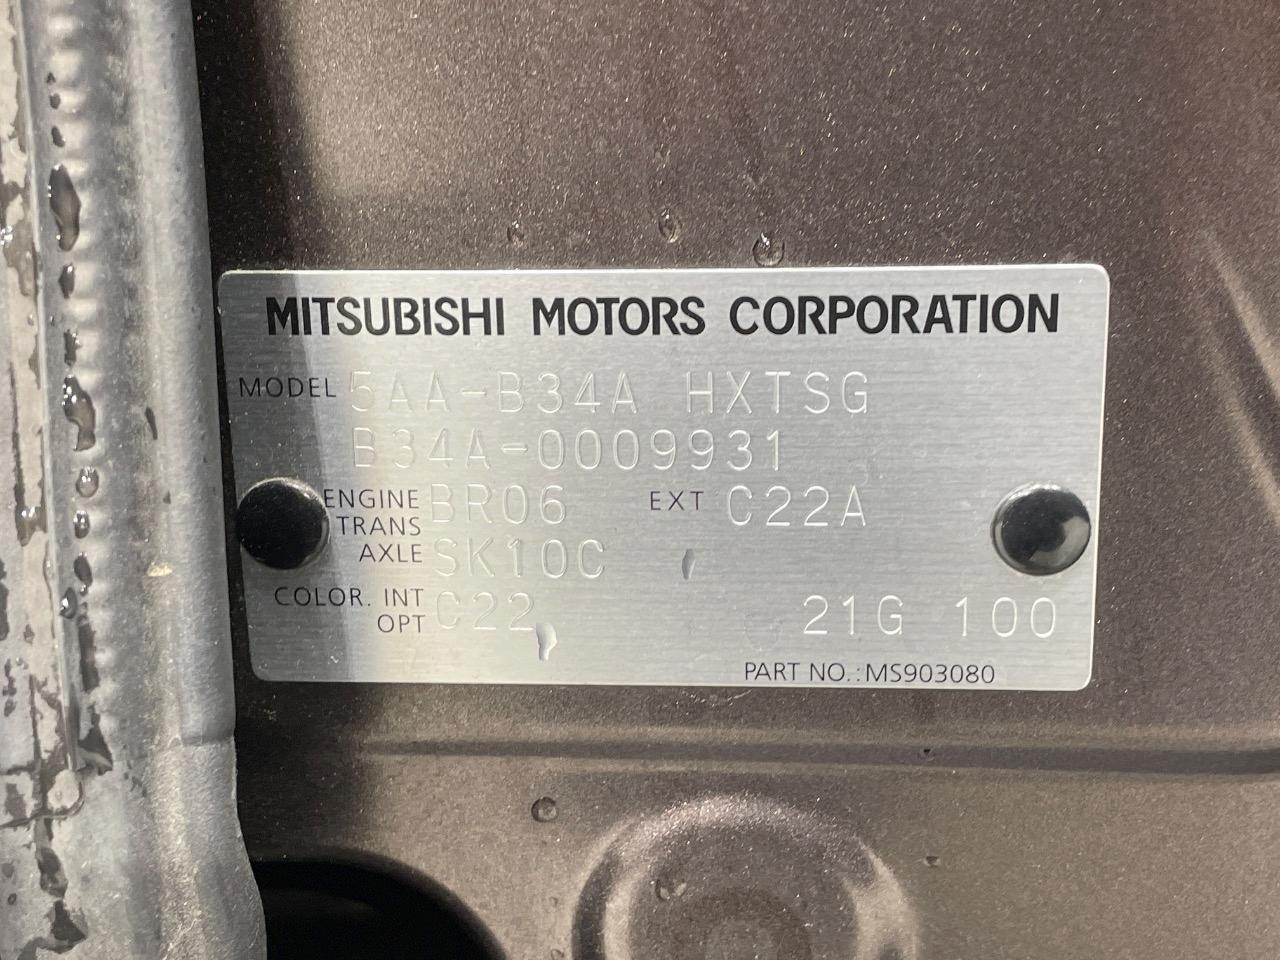 MITSUBISHI MOTORS CORPORATION
MODEL 5AA-B34A HXTSG
B34A-0009931
ENGINE BR06 EXT C22A
TRANS
AXLE SK10C
COLOR. INT C22 21G 100
OPT
PART NO.: MS903080